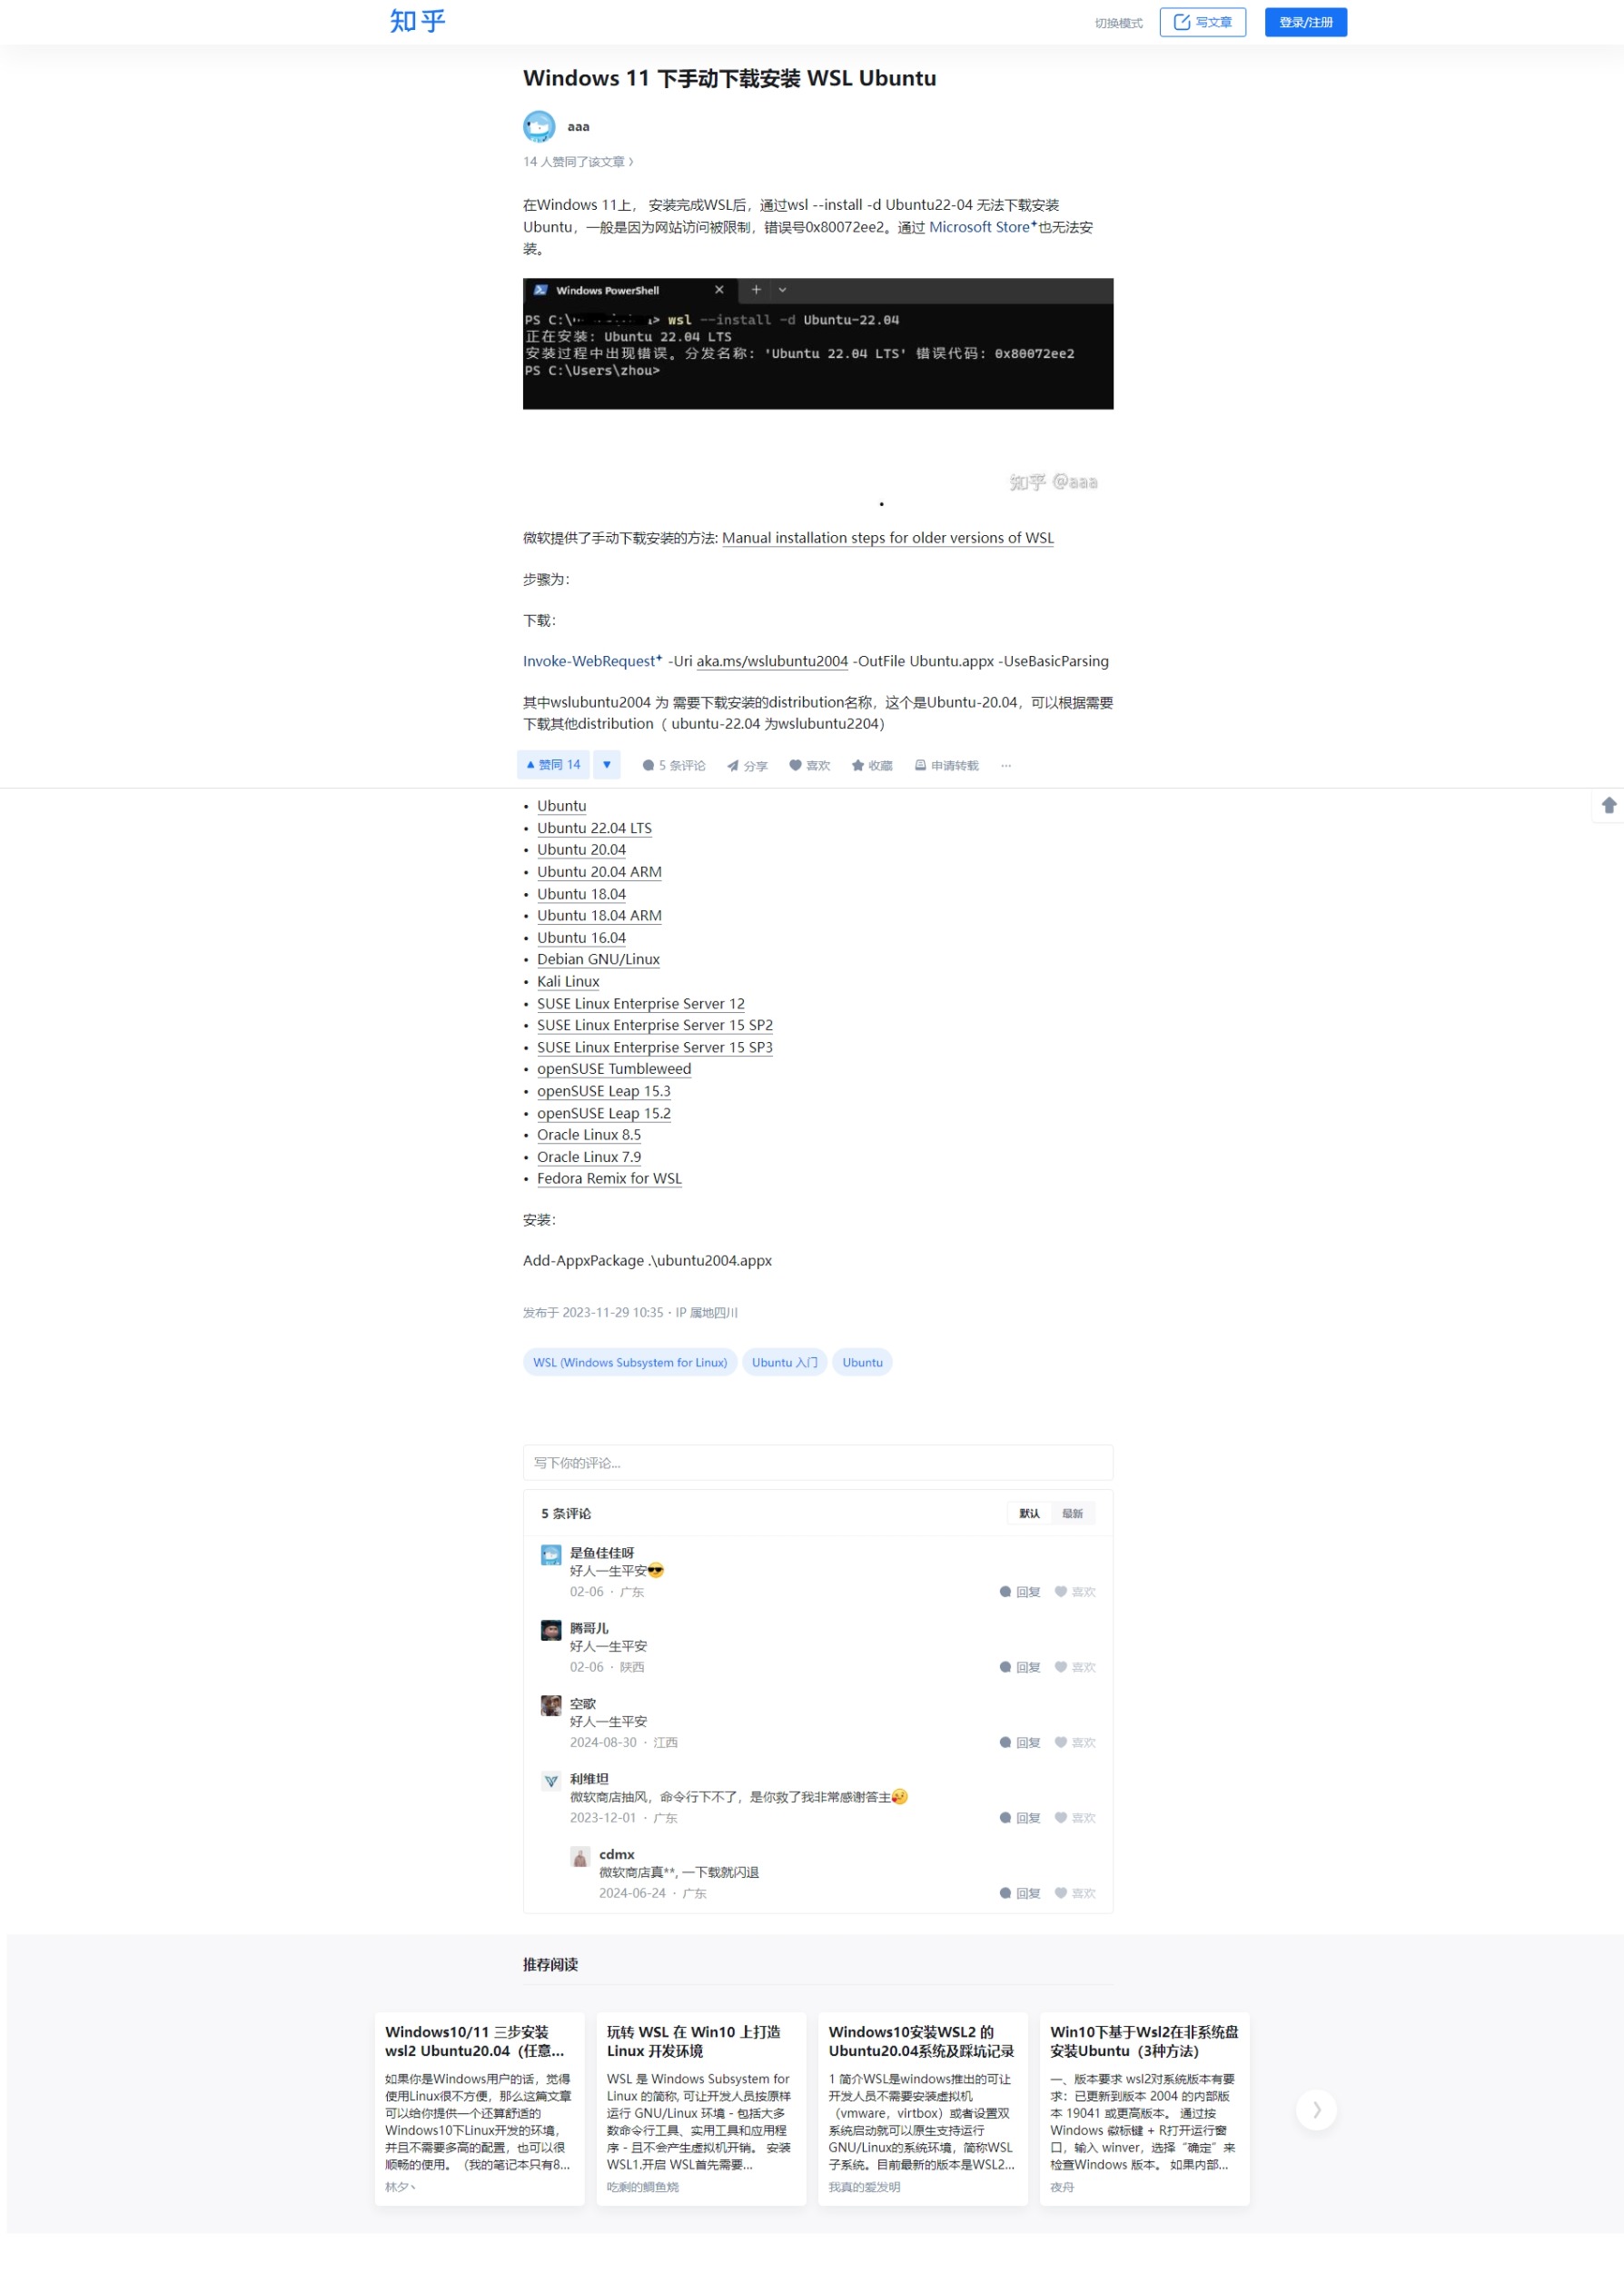 知乎
切换模式
写文章
登录/注册
Windows 11 下手动下载安装 WSL Ubuntu
aaa
14 人赞同了该文章 〉
在Windows 11上， 安装完成WSL后，通过wsl --install -d Ubuntu22-04 无法下载安装
Ubuntu，一般是因为网站访问被限制，错误号0x80072ee2。通过 Microsoft Store也无法安
装。
Windows PowerShell
PS C:\ > wsl --install -d Ubuntu-22.04
正在安装: Ubuntu 22.04 LTS
安装过程中出现错误。分发名称: 'Ubuntu 22.04 LTS' 错误代码: 0x80072ee2
PS C:\Users\zhou>
知乎 @aaa
微软提供了手动下载安装的方法: Manual installation steps for older versions of WSL
步骤为：
下载：
Invoke-WebRequest -Uri aka.ms/wslubuntu2004 -OutFile Ubuntu.appx -UseBasicParsing
其中wslubuntu2004 为 需要下载安装的distribution名称，这个是Ubuntu-20.04，可以根据需要
下载其他distribution（ ubuntu-22.04 为wslubuntu2204）
赞同 14
5 条评论
分享
喜欢
收藏
申请转载
···
• Ubuntu
• Ubuntu 22.04 LTS
• Ubuntu 20.04
• Ubuntu 20.04 ARM
• Ubuntu 18.04
• Ubuntu 18.04 ARM
• Ubuntu 16.04
• Debian GNU/Linux
• Kali Linux
• SUSE Linux Enterprise Server 12
• SUSE Linux Enterprise Server 15 SP2
• SUSE Linux Enterprise Server 15 SP3
• openSUSE Tumbleweed
• openSUSE Leap 15.3
• openSUSE Leap 15.2
• Oracle Linux 8.5
• Oracle Linux 7.9
• Fedora Remix for WSL
安装：
Add-AppxPackage .\ubuntu2004.appx
发布于 2023-11-29 10:35・IP 属地四川
WSL (Windows Subsystem for Linux)
Ubuntu 入门
Ubuntu
写下你的评论...
5 条评论
默认
最新
是鱼佳佳呀
好人一生平安😎
02-06 · 广东
回复
喜欢
腾哥儿
好人一生平安
02-06 · 陕西
回复
喜欢
空歌
好人一生平安
2024-08-30 · 江西
回复
喜欢
利维坦
微软商店抽风，命令行下不了，是你救了我非常感谢答主
2023-12-01 · 广东
回复
喜欢
cdmx
微软商店真**, 一下载就闪退
2024-06-24 · 广东
回复
喜欢
推荐阅读
Windows10/11 三步安装
wsl2 Ubuntu20.04（任意...
如果你是Windows用户的话，觉得
使用Linux很不方便，那么这篇文章
可以给你提供一个还算舒适的
Windows10下Linux开发的环境，
并且不需要多高的配置，也可以很
顺畅的使用。（我的笔记本只有8...
林夕丶
玩转 WSL 在 Win10 上打造
Linux 开发环境
WSL 是 Windows Subsystem for
Linux 的简称, 可让开发人员按原样
运行 GNU/Linux 环境 - 包括大多
数命令行工具、实用工具和应用程
序 - 且不会产生虚拟机开销。 安装
WSL1.开启 WSL首先需要...
吃剩的鲷鱼烧
Windows10安装WSL2 的
Ubuntu20.04系统及踩坑记录
1 简介WSL是windows推出的可让
开发人员不需要安装虚拟机
（vmware，virtbox）或者设置双
系统启动就可以原生支持运行
GNU/Linux的系统环境，简称WSL
子系统。目前最新的版本是WSL2...
我真的爱发明
Win10下基于Wsl2在非系统盘
安装Ubuntu（3种方法）
一、版本要求 wsl2对系统版本有要
求：已更新到版本 2004 的内部版
本 19041 或更高版本。 通过按
Windows 徽标键 + R打开运行窗
口，输入 winver，选择“确定”来
检查Windows 版本。 如果内部...
夜舟